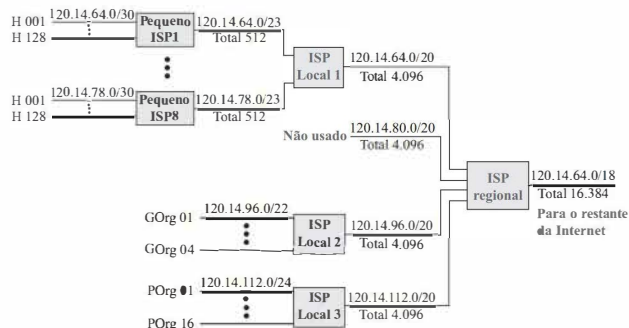 H 001 120.14.64.0/30 Pequeno ISP1 120.14.64.0/23
H 128 Total 512
ISP Local 1 120.14.64.0/20
Total 4.096
H 001 120.14.78.0/30 Pequeno ISP8 120.14.78.0/23
H 128 Total 512
Não usado 120.14.80.0/20
Total 4.096
ISP regional 120.14.64.0/18
Total 16.384
Para o restante
da Internet
GOrg 01 120.14.96.0/22
GOrg 04
ISP Local 2 120.14.96.0/20
Total 4.096
POrg 01 120.14.112.0/24
POrg 16
ISP Local 3 120.14.112.0/20
Total 4.096